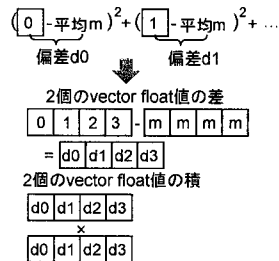 (0-平均m)²+(1-平均m)²+…
偏差d0 偏差d1
2個のvector float値の差
0 1 2 3 - m m m m
= d0 d1 d2 d3
2個のvector float値の積
d0 d1 d2 d3
×
d0 d1 d2 d3